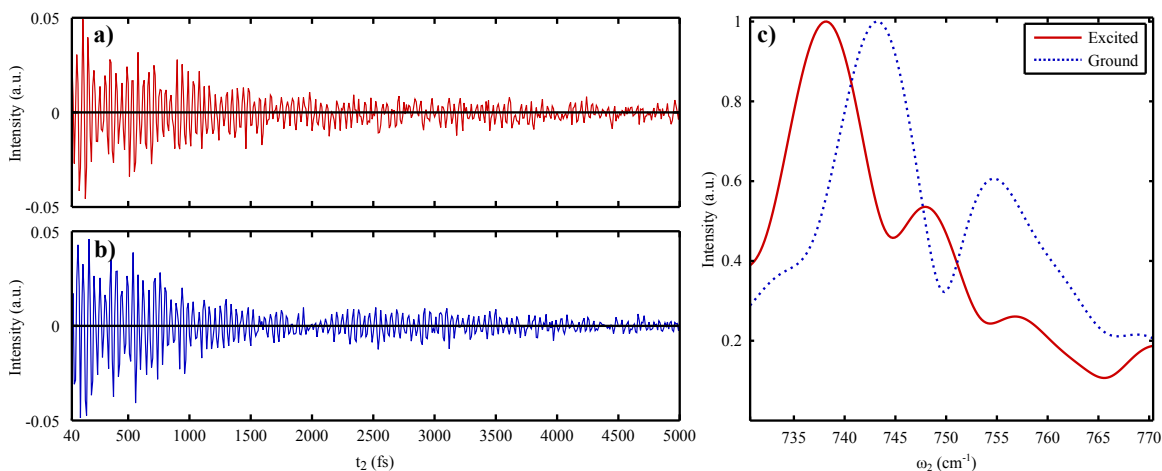 a)
Intensity (a.u.)
0.05
0
-0.05
b)
Intensity (a.u.)
0.05
0
-0.05
40 500 1000 1500 2000 2500 3000 3500 4000 4500 5000
t₂ (fs)
c)
Excited
Ground
Intensity (a.u.)
1
0.8
0.6
0.4
0.2
735 740 745 750 755 760 765 770
ω₂ (cm⁻¹)